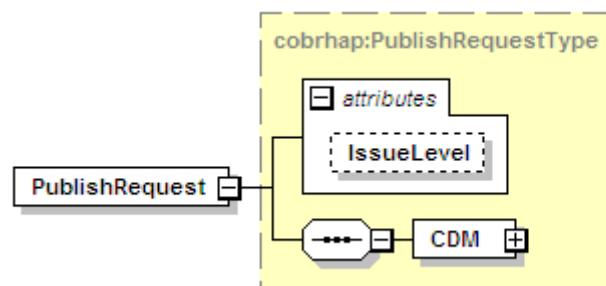 cobrhap:PublishRequestType
attributes
IssueLevel
PublishRequest
CDM